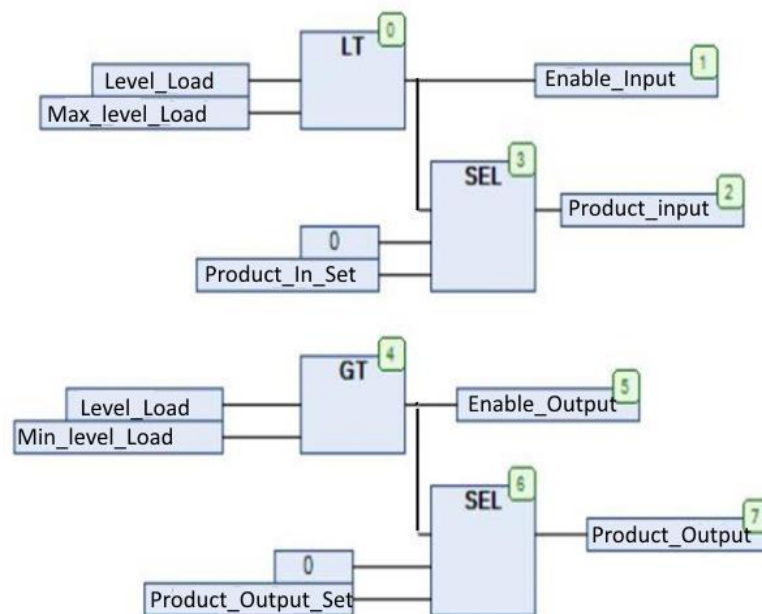 0
LT
Level_Load
Max_level_Load
1
Enable_Input
3
SEL
2
Product_input
0
Product_In_Set
4
GT
Level_Load
Min_level_Load
5
Enable_Output
6
SEL
7
Product_Output
0
Product_Output_Set